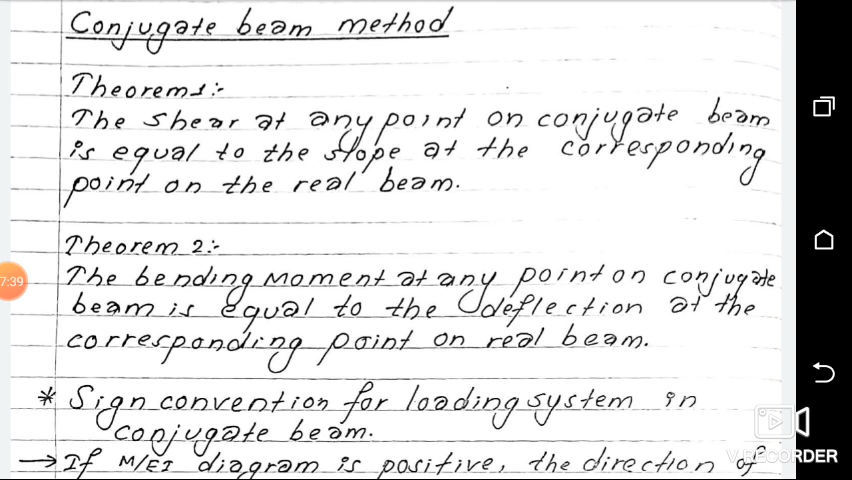 Conjugate beam method
Theorem1:-
The shear at any point on conjugate beam
is equal to the slope at the corresponding
point on the real beam.
Theorem 2:-
The bending moment at any point on conjugate
beam is equal to the deflection at the
corresponding point on real beam.
* Sign convention for loading system in
conjugate beam.
→ If M/EI diagram is positive, the direction of
7:39
V.RECORDER